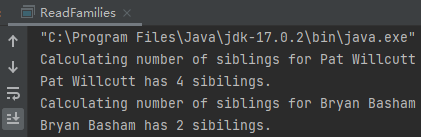 ReadFamilies
"C:\Program Files\Java\jdk-17.0.2\bin\java.exe"
Calculating number of siblings for Pat Willcutt
Pat Willcutt has 4 sibilings.
Calculating number of siblings for Bryan Basham
Bryan Basham has 2 sibilings.